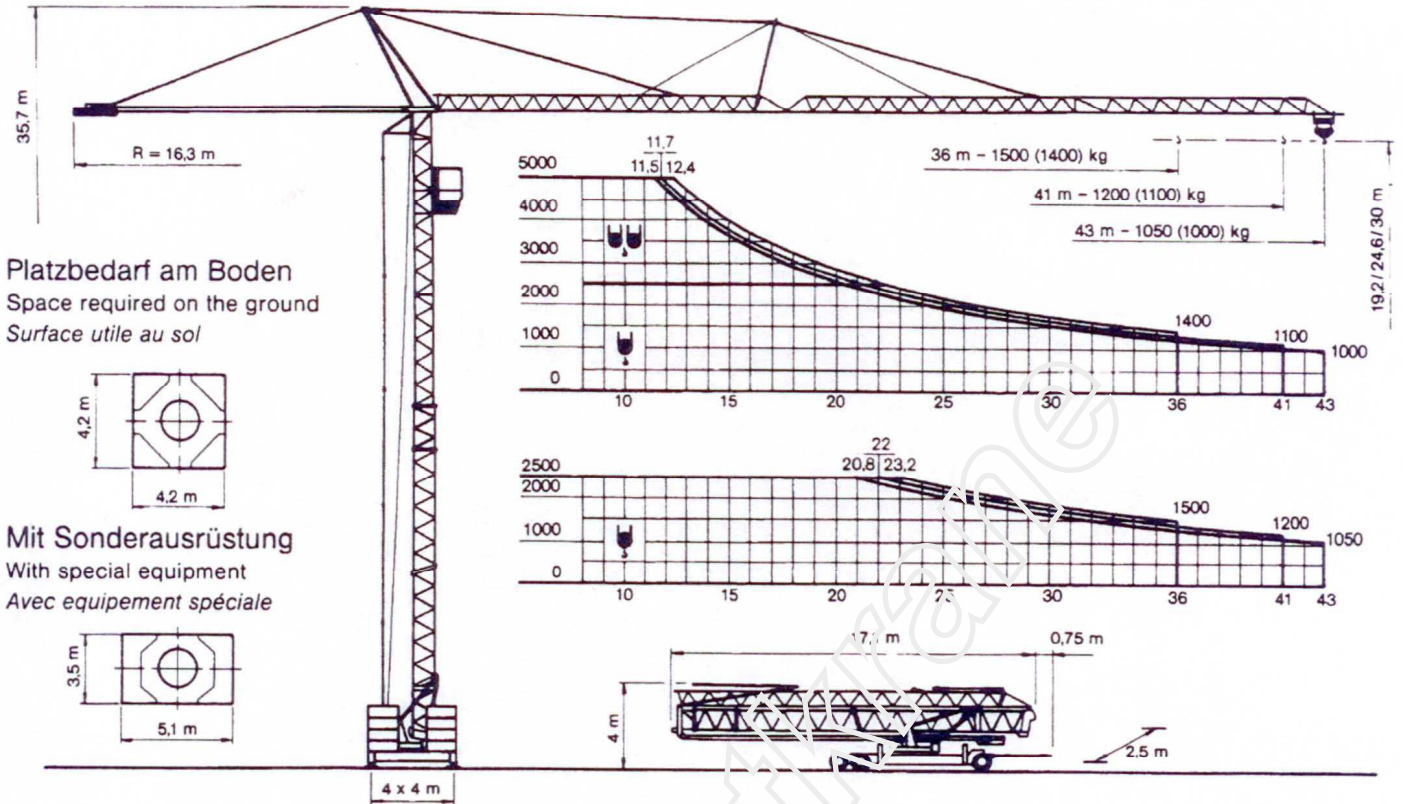 35,7 m
R = 16,3 m
36 m – 1500 (1400) kg
41 m – 1200 (1100) kg
43 m – 1050 (1000) kg
19,2/24,6/30 m
Platzbedarf am Boden
Space required on the ground
Surface utile au sol
4,2 m
4,2 m
Mit Sonderausrüstung
With special equipment
Avec equipement spéciale
3,5 m
5,1 m
4 x 4 m
11,7
11,5 12,4
5000
4000
3000
2000
1000
0
1400
1100
1000
10 15 20 25 30 36 41 43
22
20,8 23,2
2500
2000
1000
0
1500
1200
1050
10 15 20 25 30 36 41 43
0,75 m
4 m
2,5 m